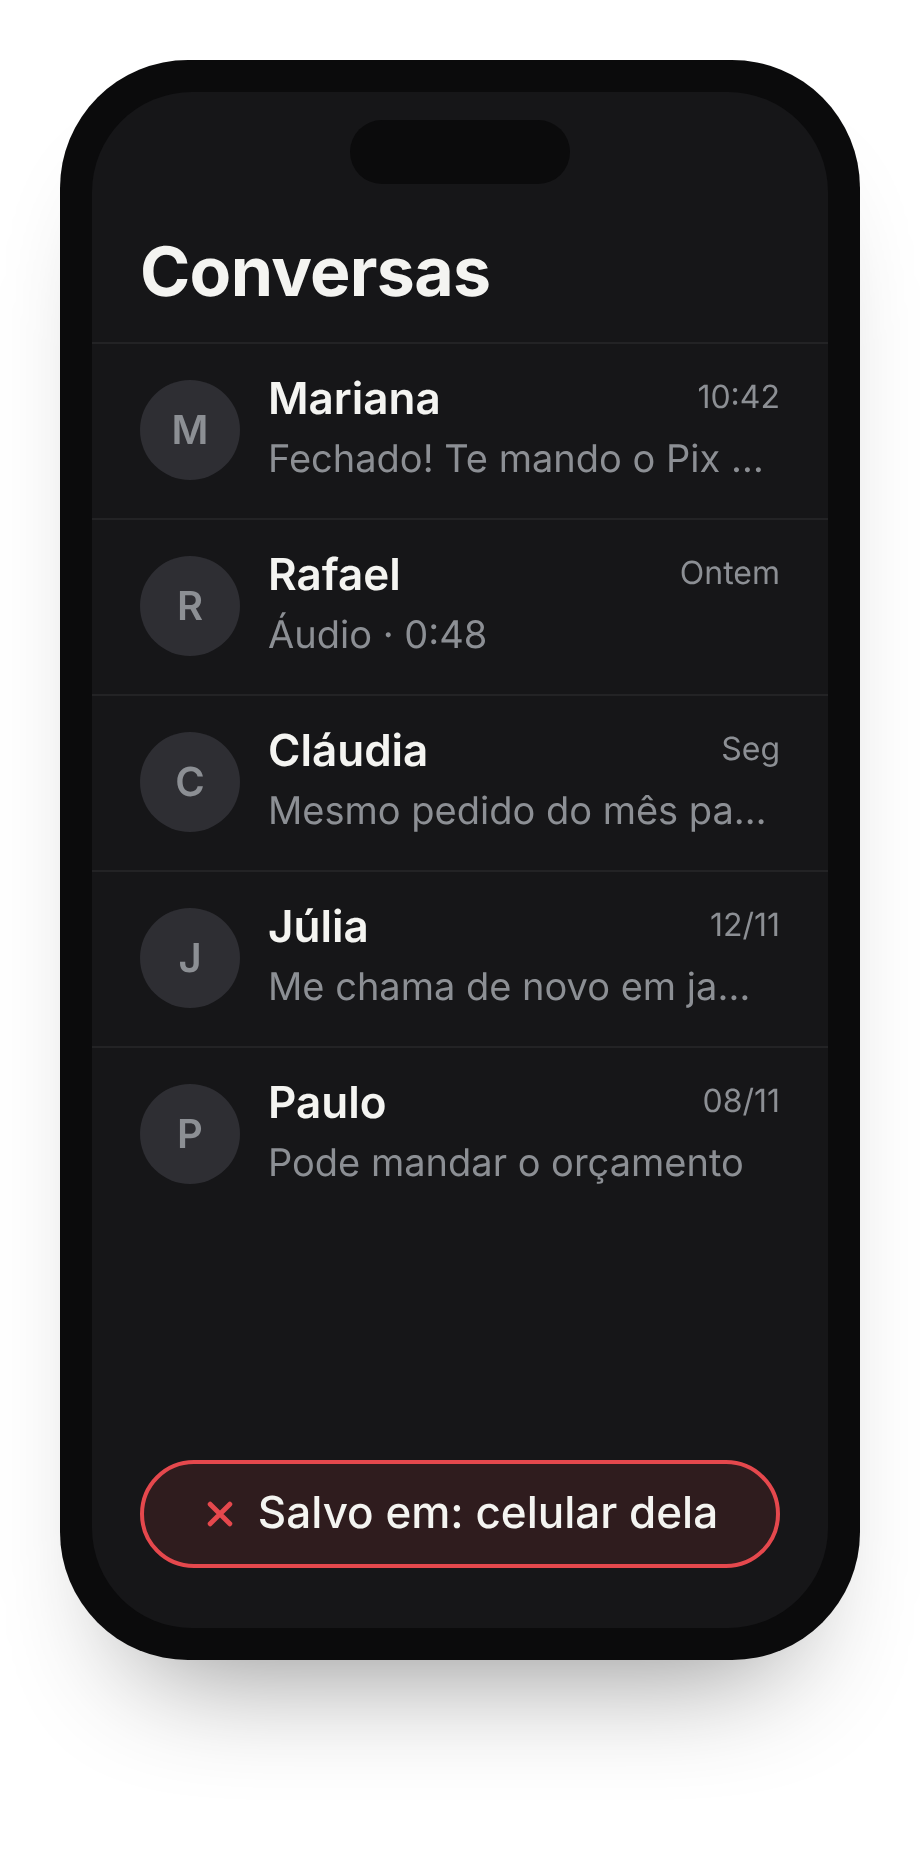 Conversas
M
Mariana
10:42
Fechado! Te mando o Pix ...
R
Rafael
Ontem
Áudio · 0:48
C
Cláudia
Seg
Mesmo pedido do mês pa...
J
Júlia
12/11
Me chama de novo em ja...
P
Paulo
08/11
Pode mandar o orçamento
× Salvo em: celular dela